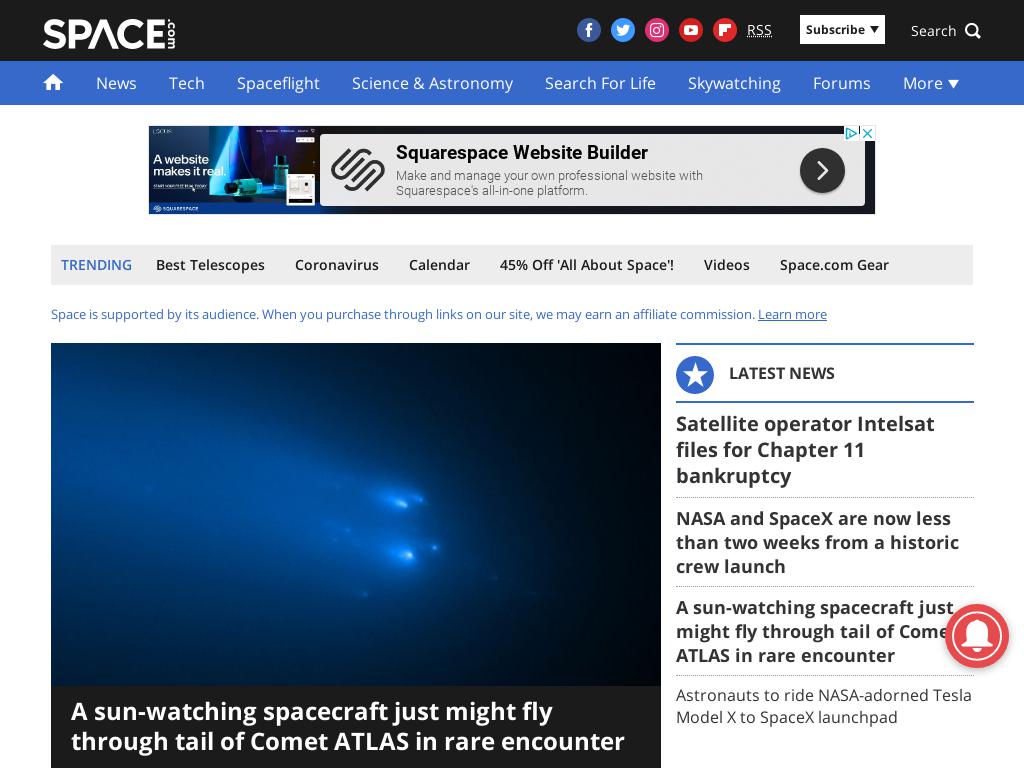 SPACE.com
RSS
Subscribe
Search
News Tech Spaceflight Science & Astronomy Search For Life Skywatching Forums More
A website
makes it real.
START YOUR FREE TRIAL TODAY
SQUARESPACE
Squarespace Website Builder
Make and manage your own professional website with
Squarespace's all-in-one platform.
TRENDING Best Telescopes Coronavirus Calendar 45% Off 'All About Space'! Videos Space.com Gear
Space is supported by its audience. When you purchase through links on our site, we may earn an affiliate commission. Learn more
A sun-watching spacecraft just might fly
through tail of Comet ATLAS in rare encounter
LATEST NEWS
Satellite operator Intelsat
files for Chapter 11
bankruptcy
NASA and SpaceX are now less
than two weeks from a historic
crew launch
A sun-watching spacecraft just
might fly through tail of Come
ATLAS in rare encounter
Astronauts to ride NASA-adorned Tesla
Model X to SpaceX launchpad